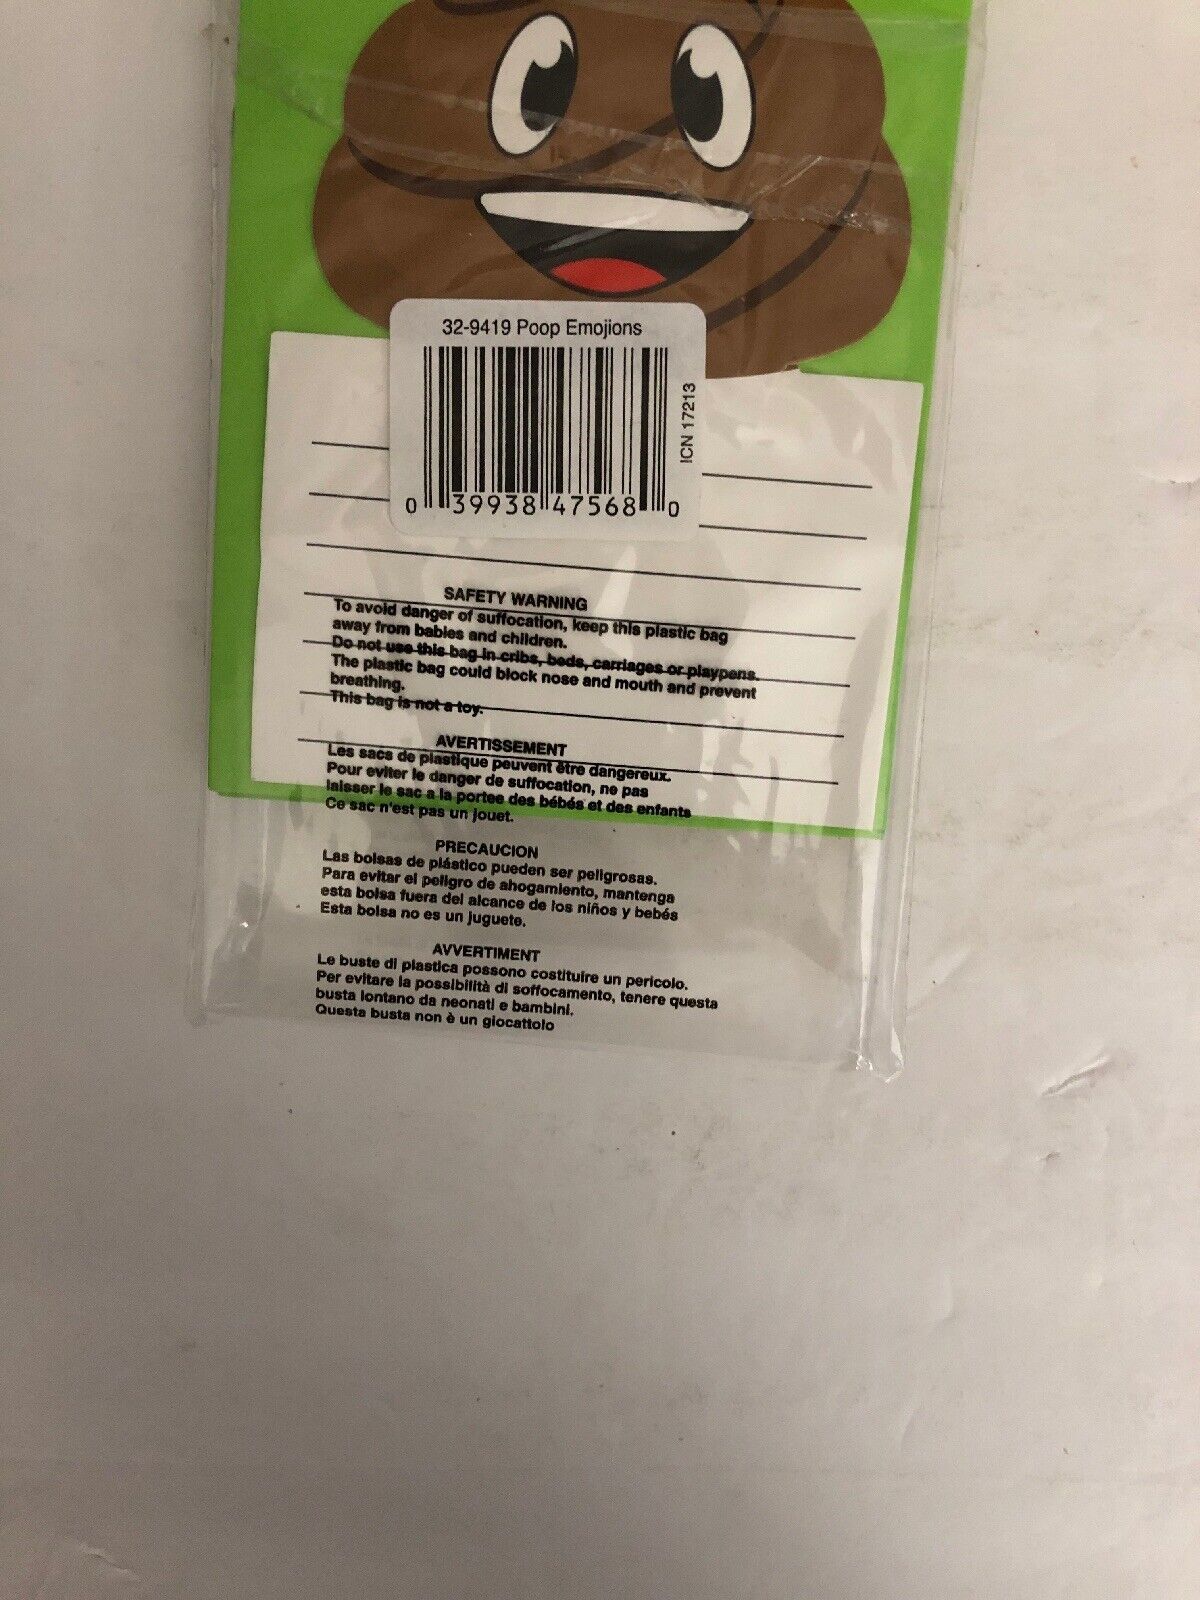 32-9419 Poop Emojions
ICN 17213
0 39938 47568 0
SAFETY WARNING
To avoid danger of suffocation, keep this plastic bag
away from babies and children.
Do not use this bag in cribs, beds, carriages or playpens.
The plastic bag could block nose and mouth and prevent
breathing.
This bag is not a toy.
AVERTISSEMENT
Les sacs de plastique peuvent être dangereux.
Pour eviter le danger de suffocation, ne pas
laisser le sac a la portee des bébés et des enfants
Ce sac n'est pas un jouet.
PRECAUCION
Las bolsas de plástico pueden ser peligrosas.
Para evitar el peligro de ahogamiento, mantenga
esta bolsa fuera del alcance de los niños y bebés
Esta bolsa no es un juguete.
AVVERTIMENT
Le buste di plastica possono costituire un pericolo.
Per evitare la possibilità di soffocamento, tenere questa
busta lontano da neonati e bambini.
Questa busta non è un giocattolo